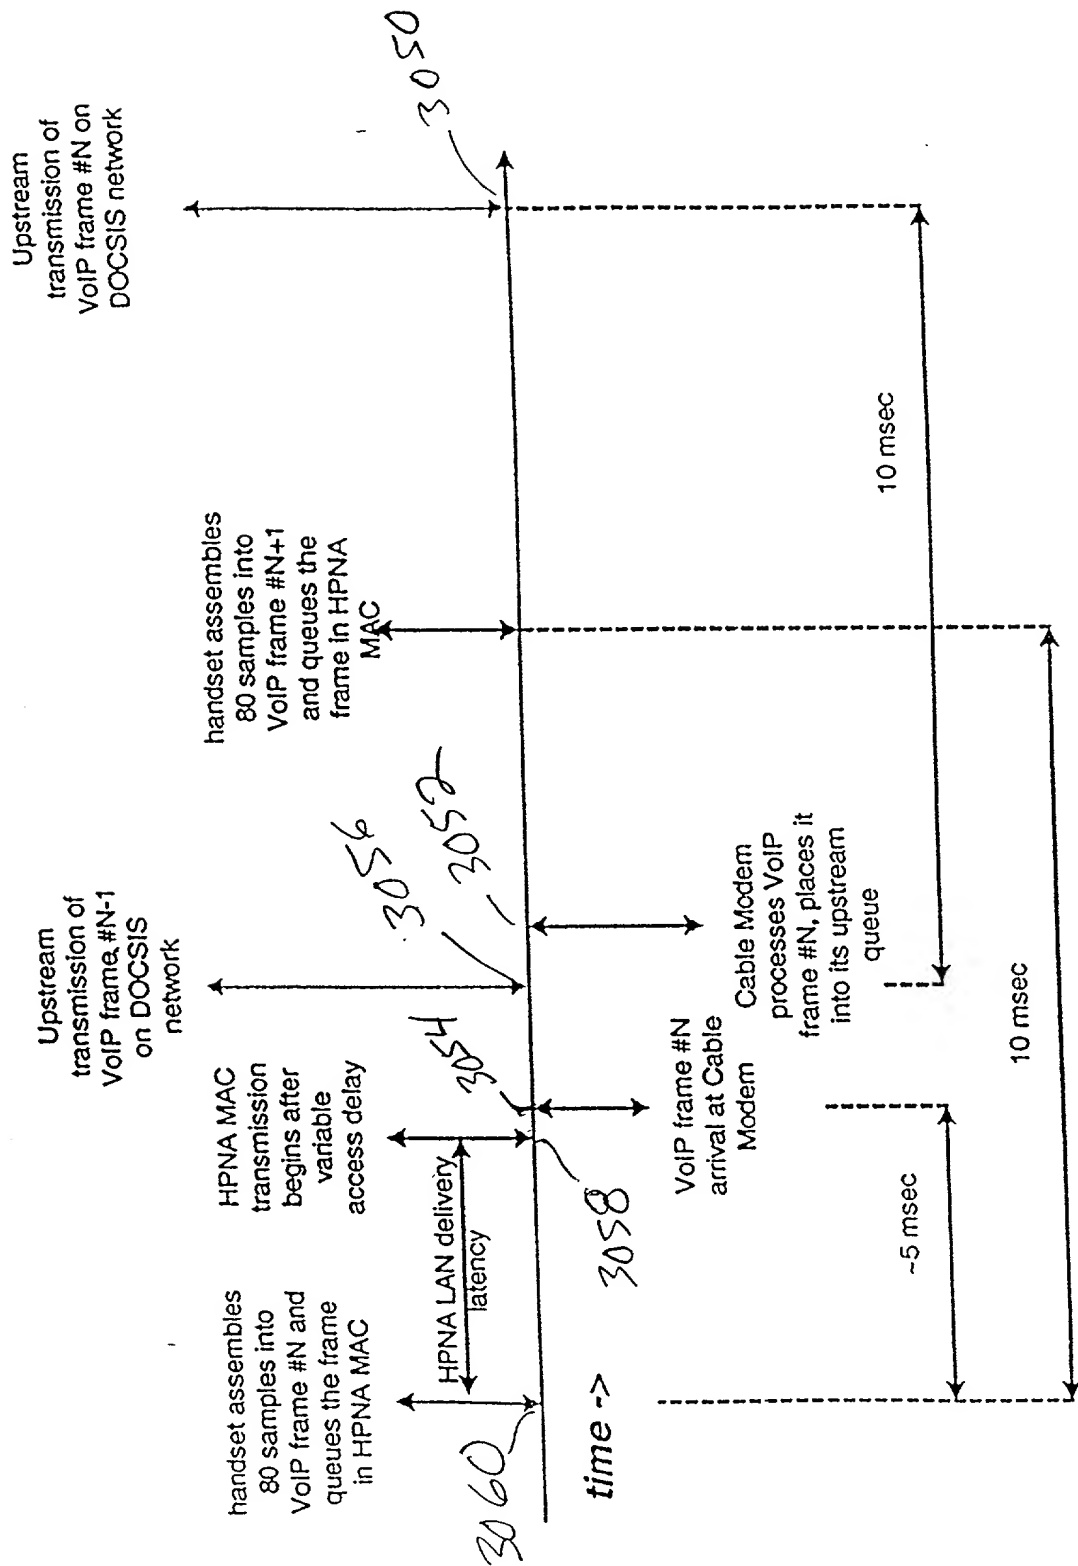 Upstream
transmission of
VoIP frame #N-1
on DOCSIS
network
Upstream
transmission of
VoIP frame #N on
DOCSIS network
handset assembles
80 samples into
VoIP frame #N and
queues the frame
in HPNA MAC
HPNA MAC
transmission
begins after
variable
access delay
handset assembles
80 samples into
VoIP frame #N+1
and queues the
frame in HPNA
MAC
HPNA LAN delivery
latency
3060
3054
3056
3052
3050
3058
time ->
VoIP frame #N
arrival at Cable
Modem
Cable Modem
processes VoIP
frame #N, places it
into its upstream
queue
~5 msec
10 msec
10 msec